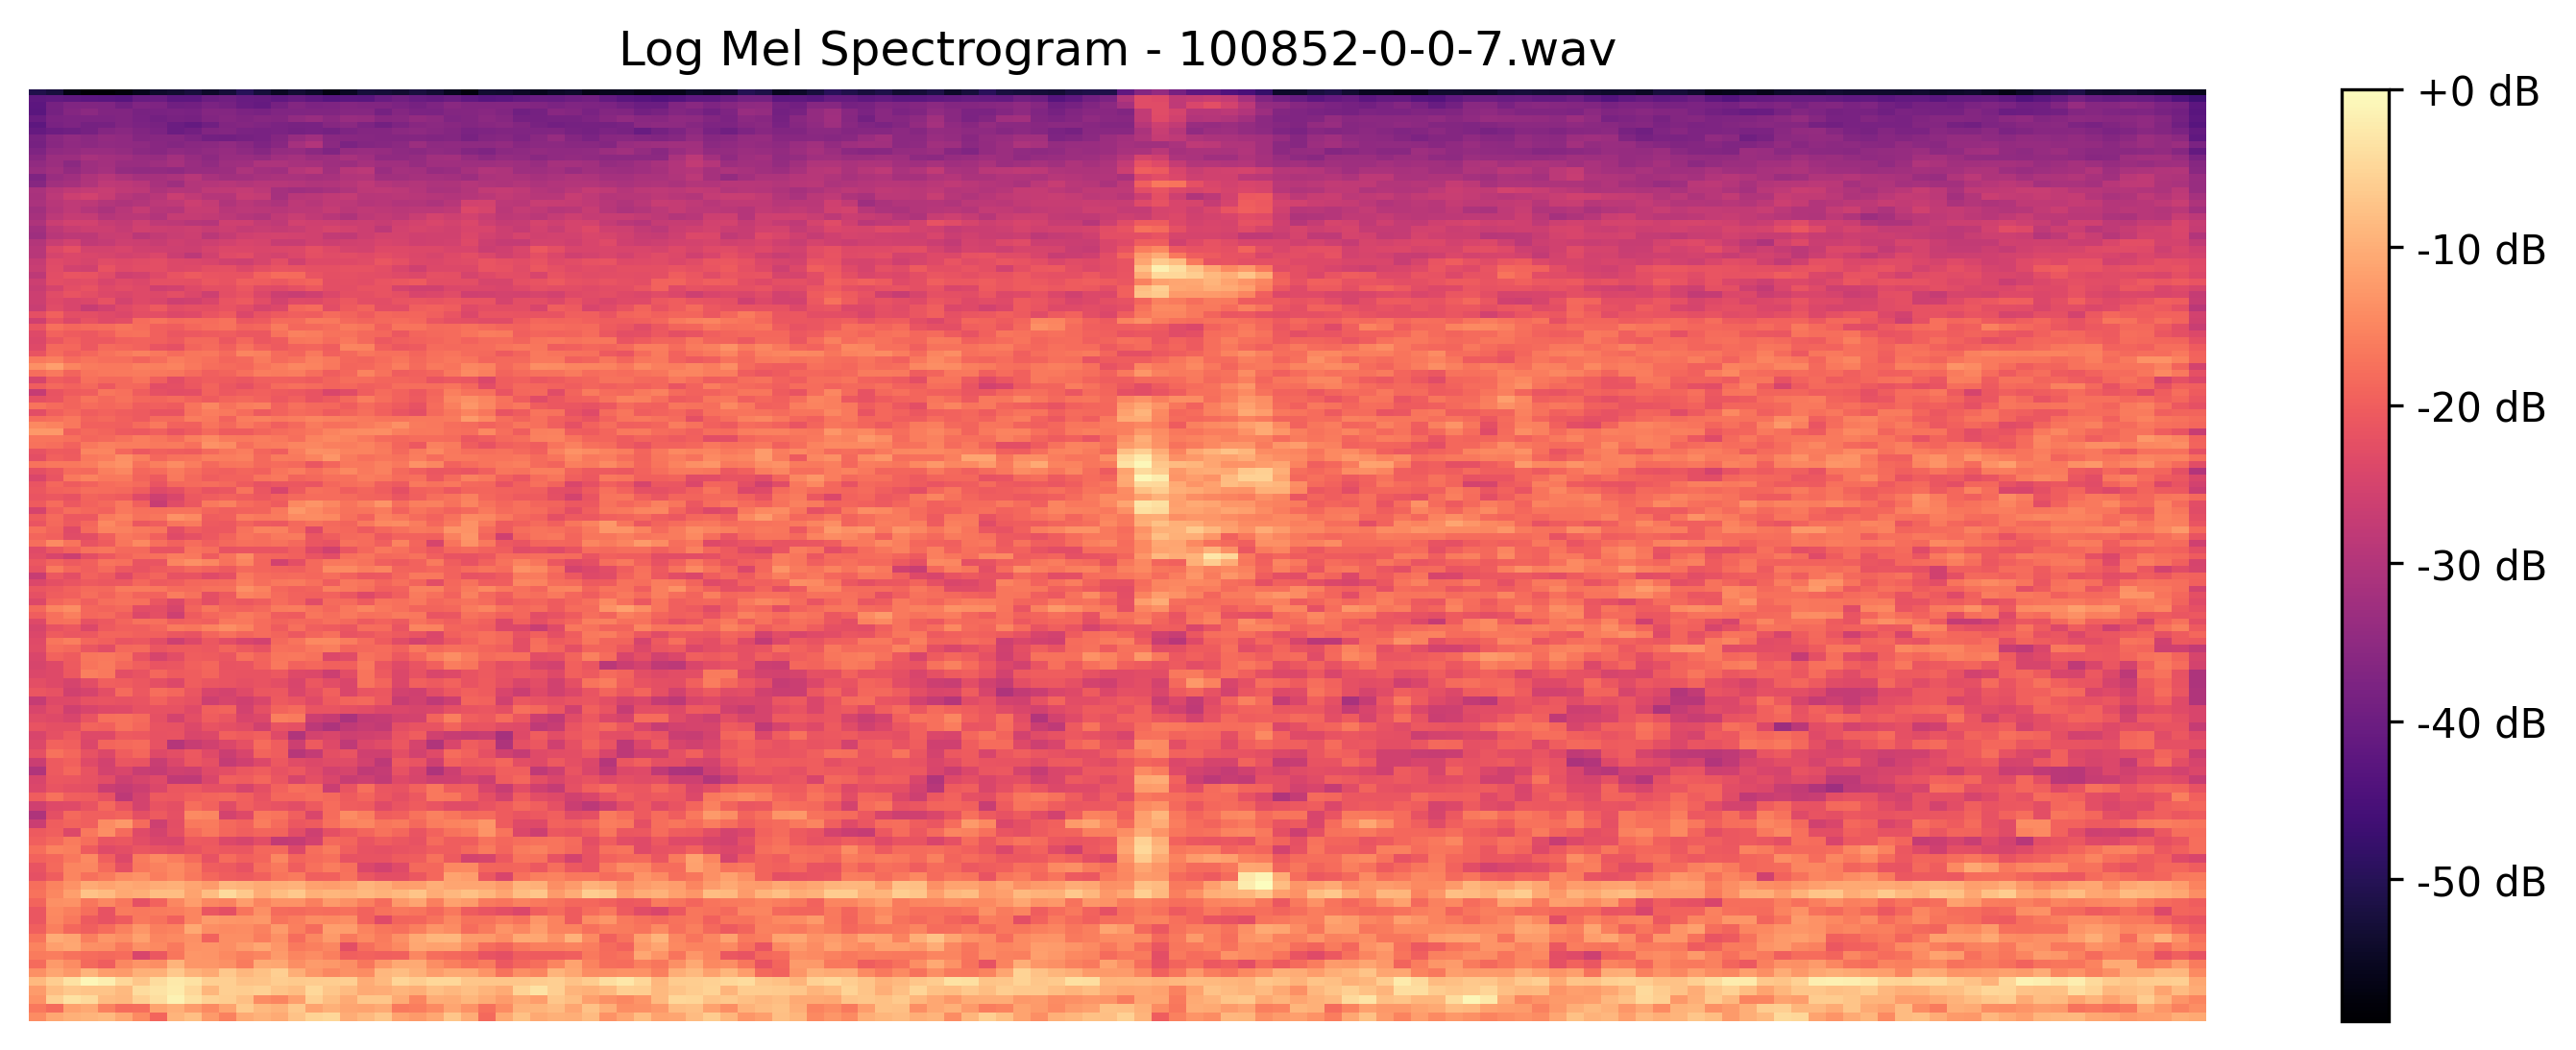 Log Mel Spectrogram - 100852-0-0-7.wav
+0 dB
-10 dB
-20 dB
-30 dB
-40 dB
-50 dB